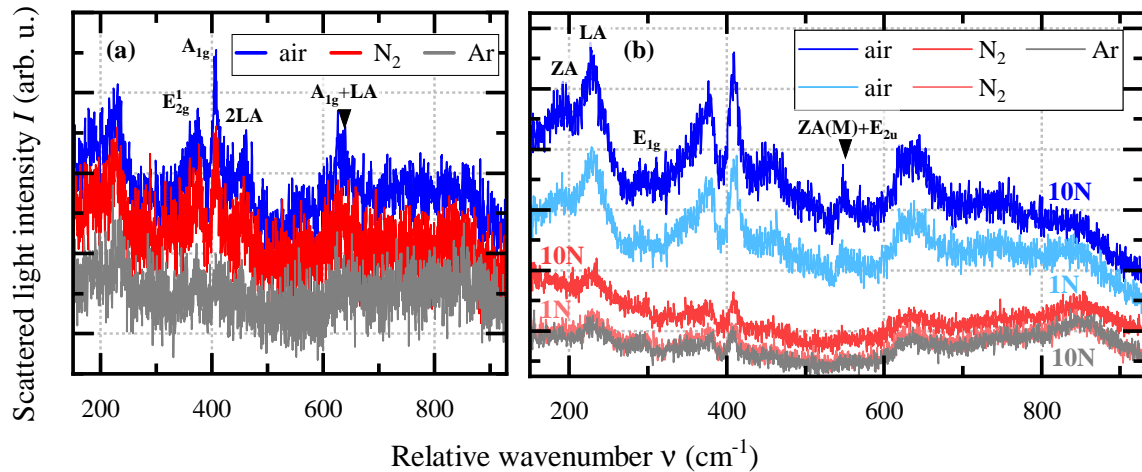 Scattered light intensity I (arb. u.)
(a)
air N₂ Ar
A₁g
E¹₂g
2LA
A₁g+LA
200 400 600 800
(b)
air N₂ Ar
air N₂
LA
ZA
E₁g
ZA(M)+E₂u
10N
1N
10N
1N
10N
200 400 600 800
Relative wavenumber ν (cm⁻¹)